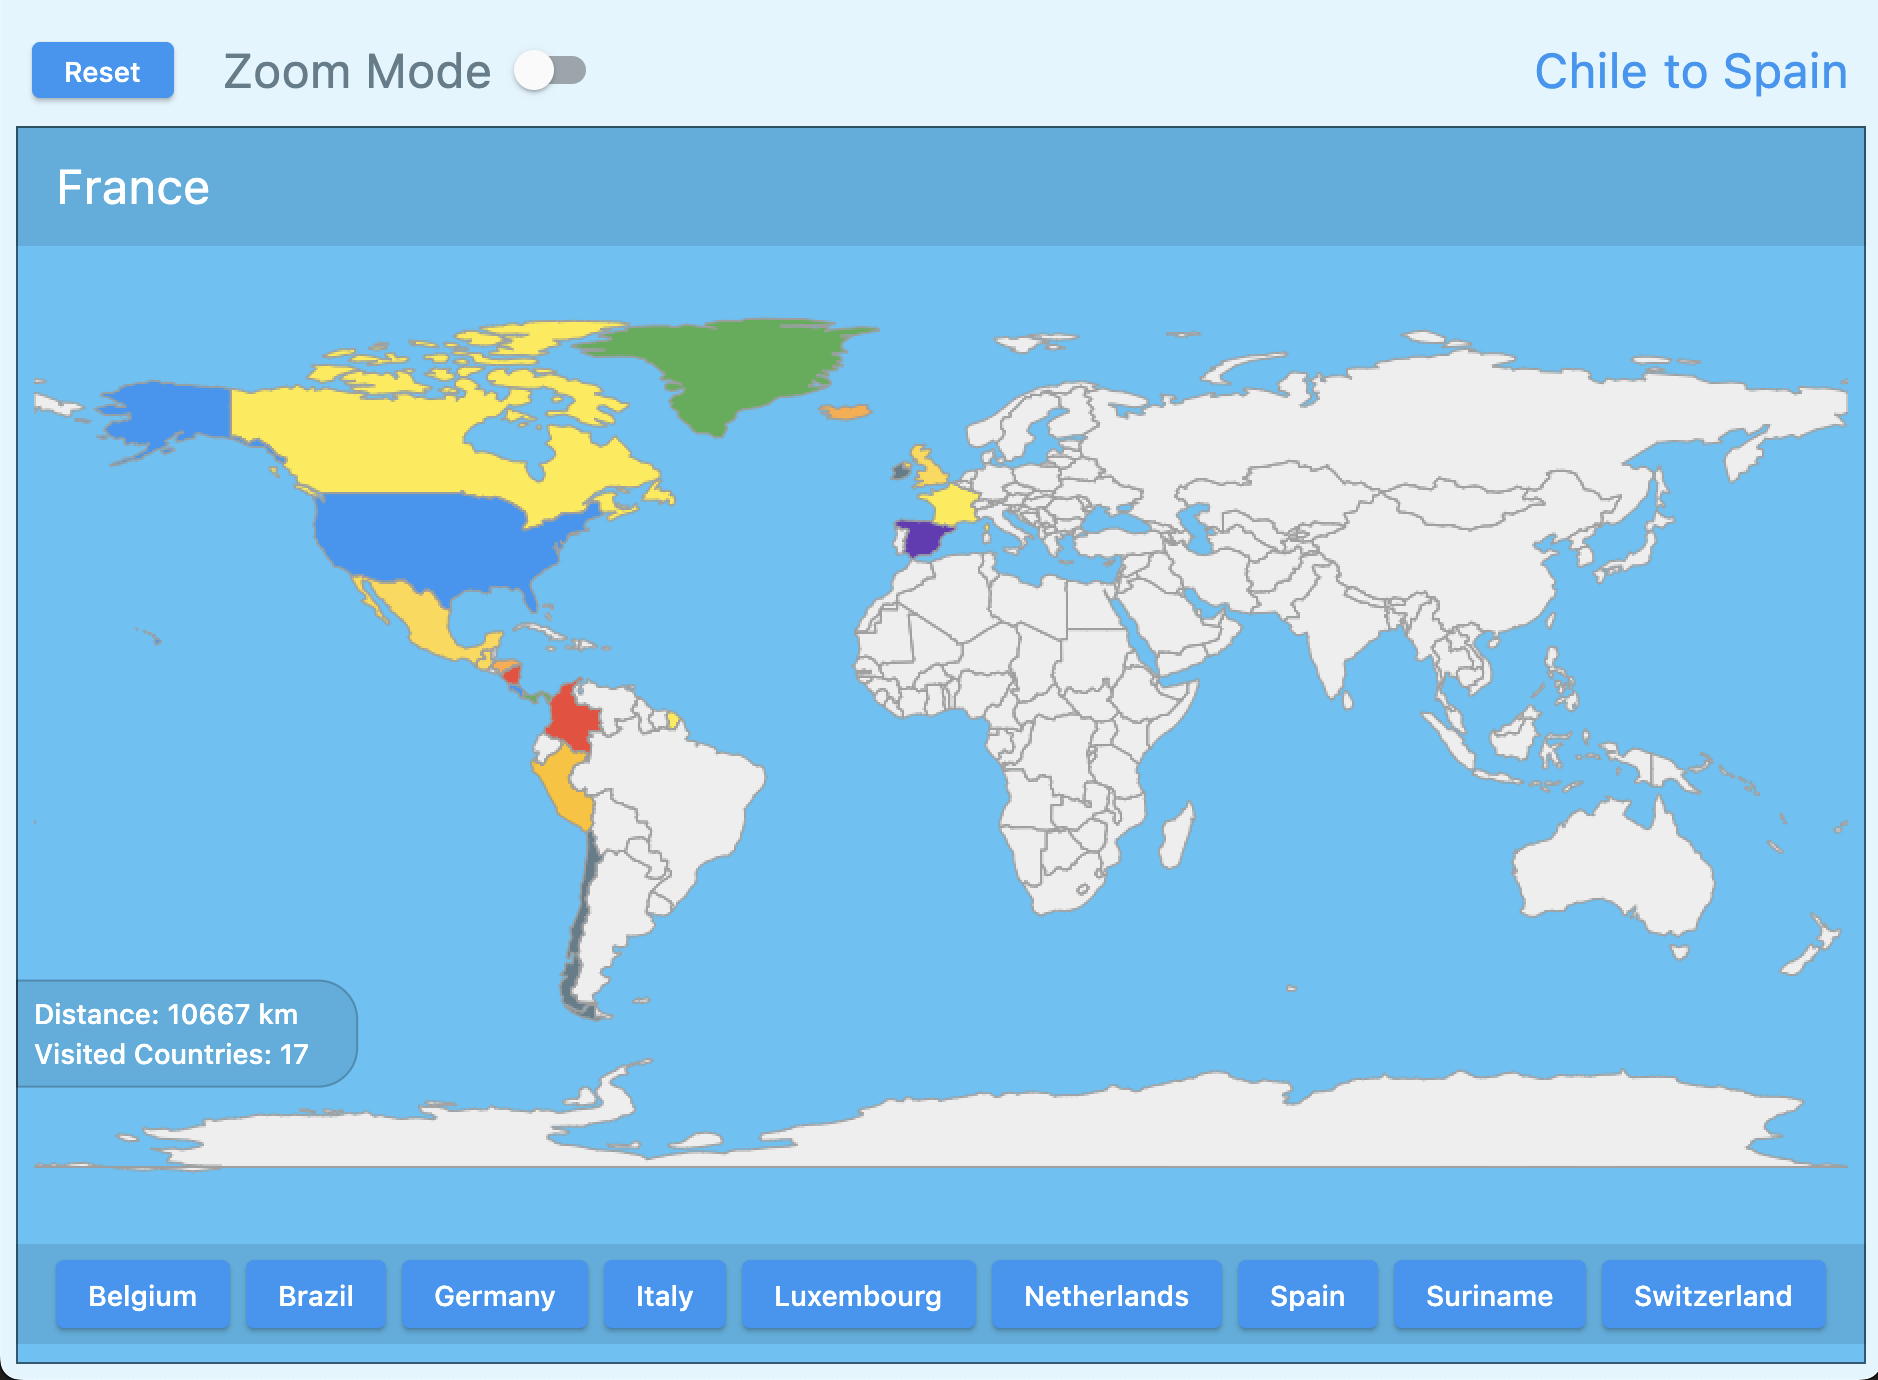 Reset
Zoom Mode
Chile to Spain
France
Distance: 10667 km
Visited Countries: 17
Belgium
Brazil
Germany
Italy
Luxembourg
Netherlands
Spain
Suriname
Switzerland